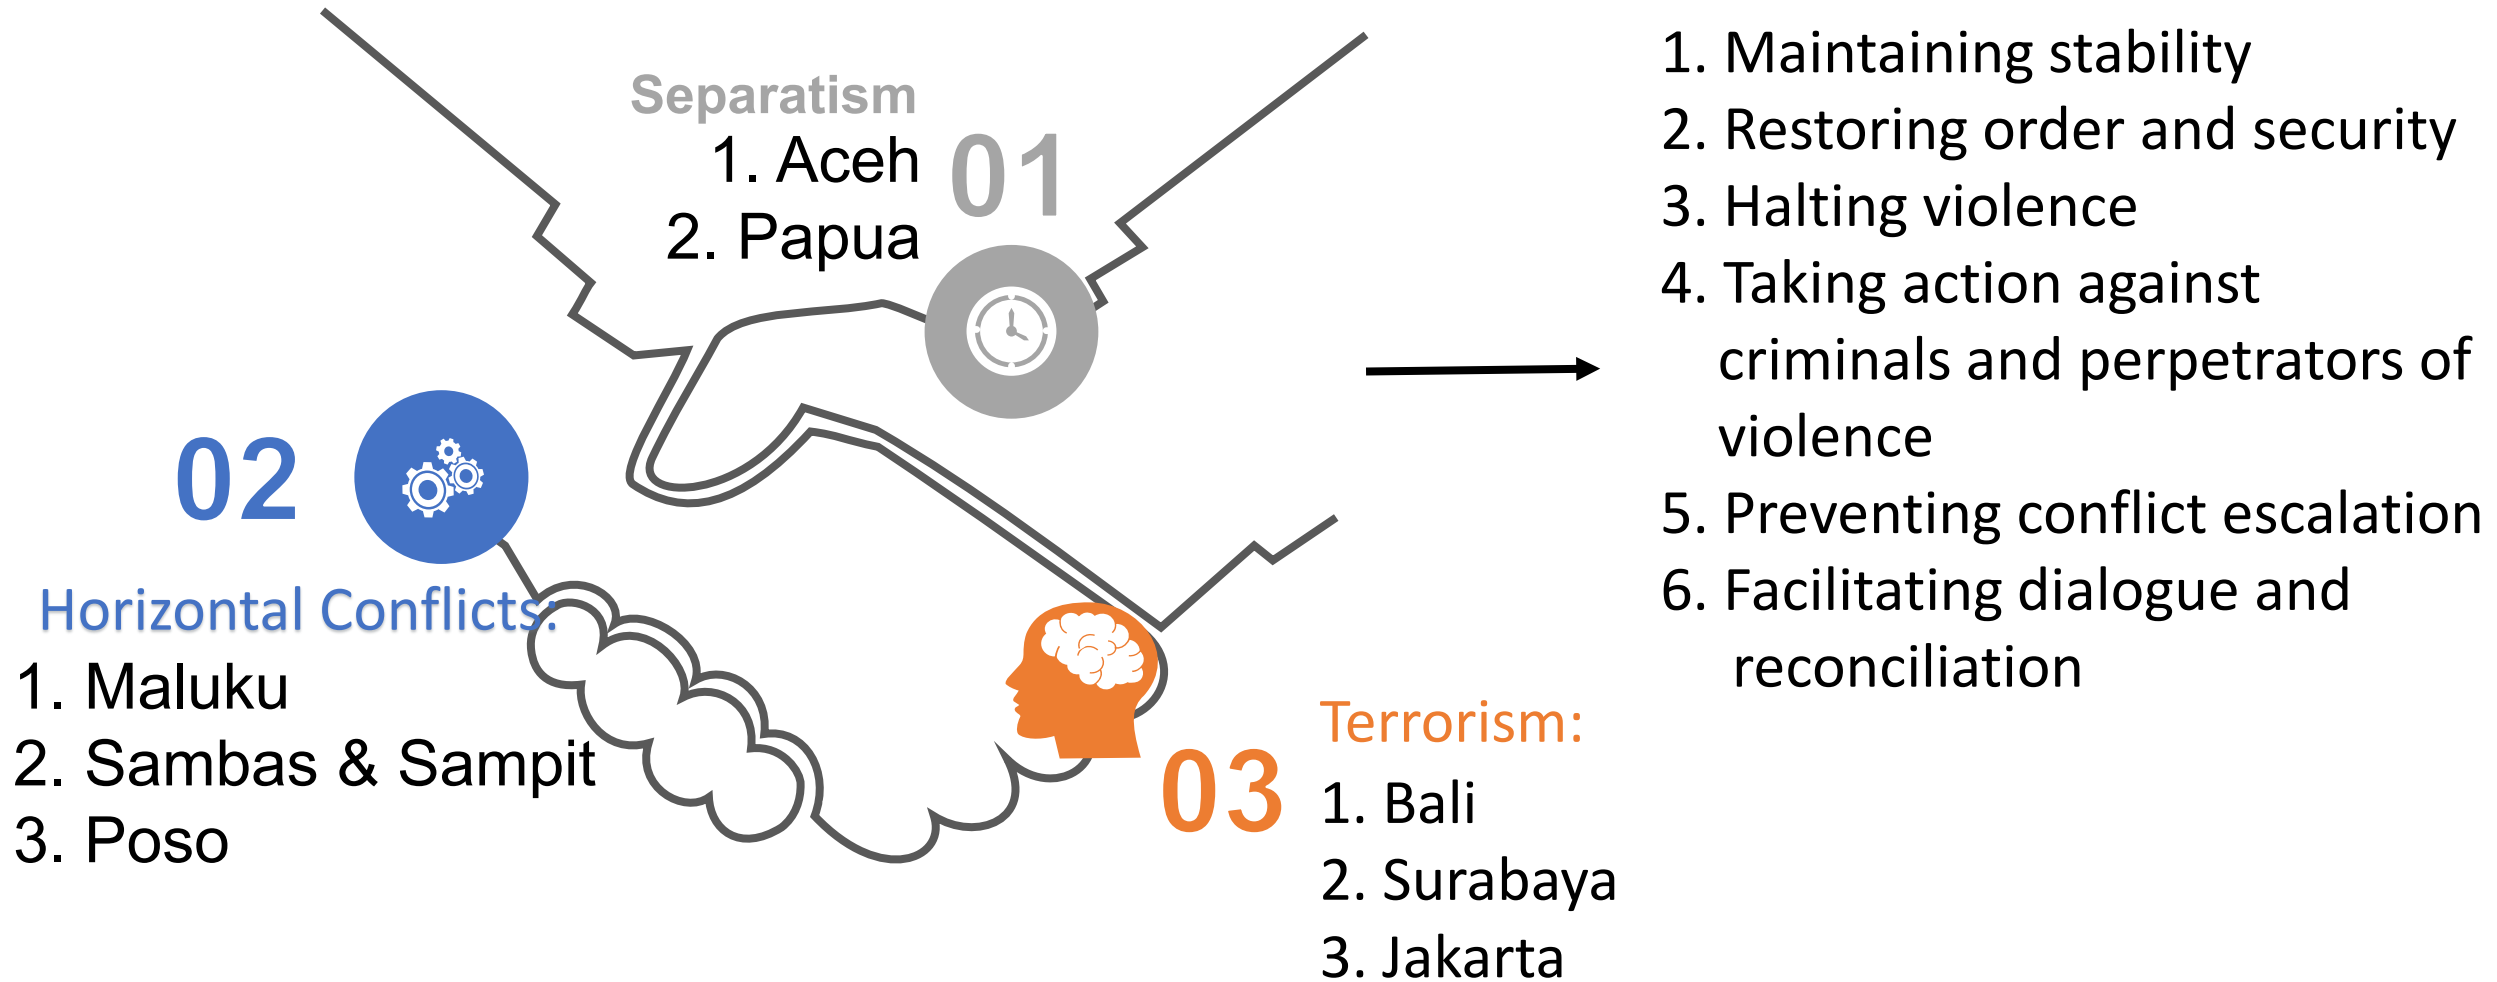 Separatism
01
1. Aceh
2. Papua
02
Horizontal Conflicts:
1. Maluku
2. Sambas & Sampit
3. Poso
Terrorism:
03
1. Bali
2. Surabaya
3. Jakarta
1. Maintaining stability
2. Restoring order and security
3. Halting violence
4. Taking action against
criminals and perpetrators of
violence
5. Preventing conflict escalation
6. Facilitating dialogue and
reconciliation